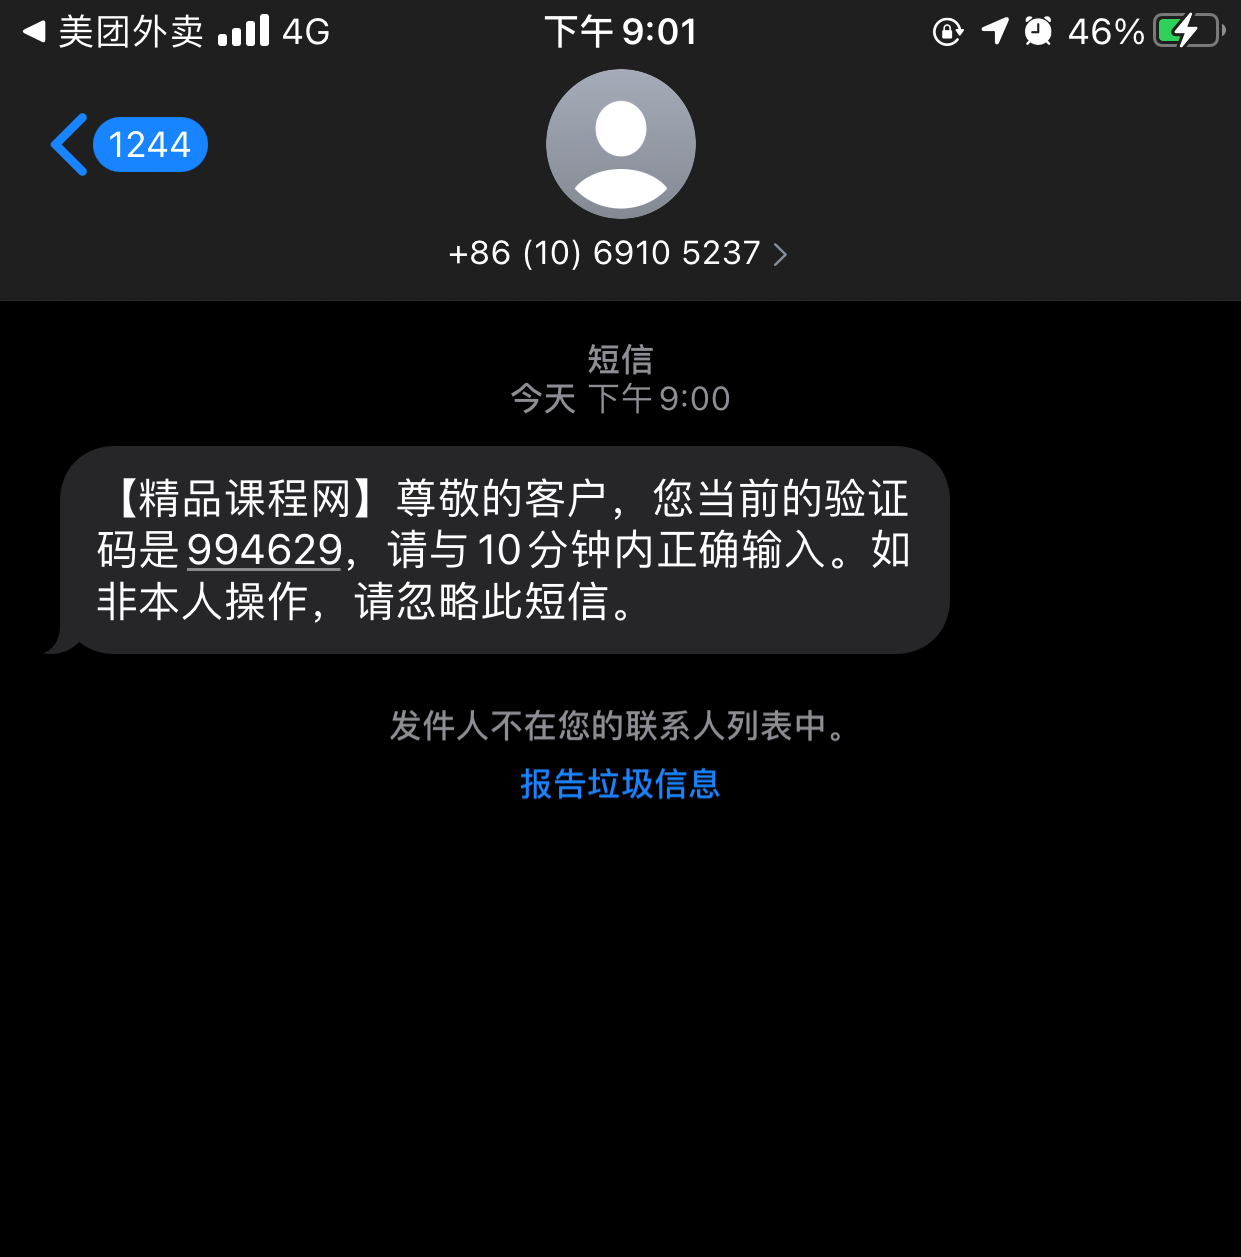 美团外卖 4G 下午 9:01 46%
1244
+86 (10) 6910 5237
短信
今天 下午 9:00
【精品课程网】尊敬的客户，您当前的验证
码是994629，请与10分钟内正确输入。如
非本人操作，请忽略此短信。
发件人不在您的联系人列表中。
报告垃圾信息